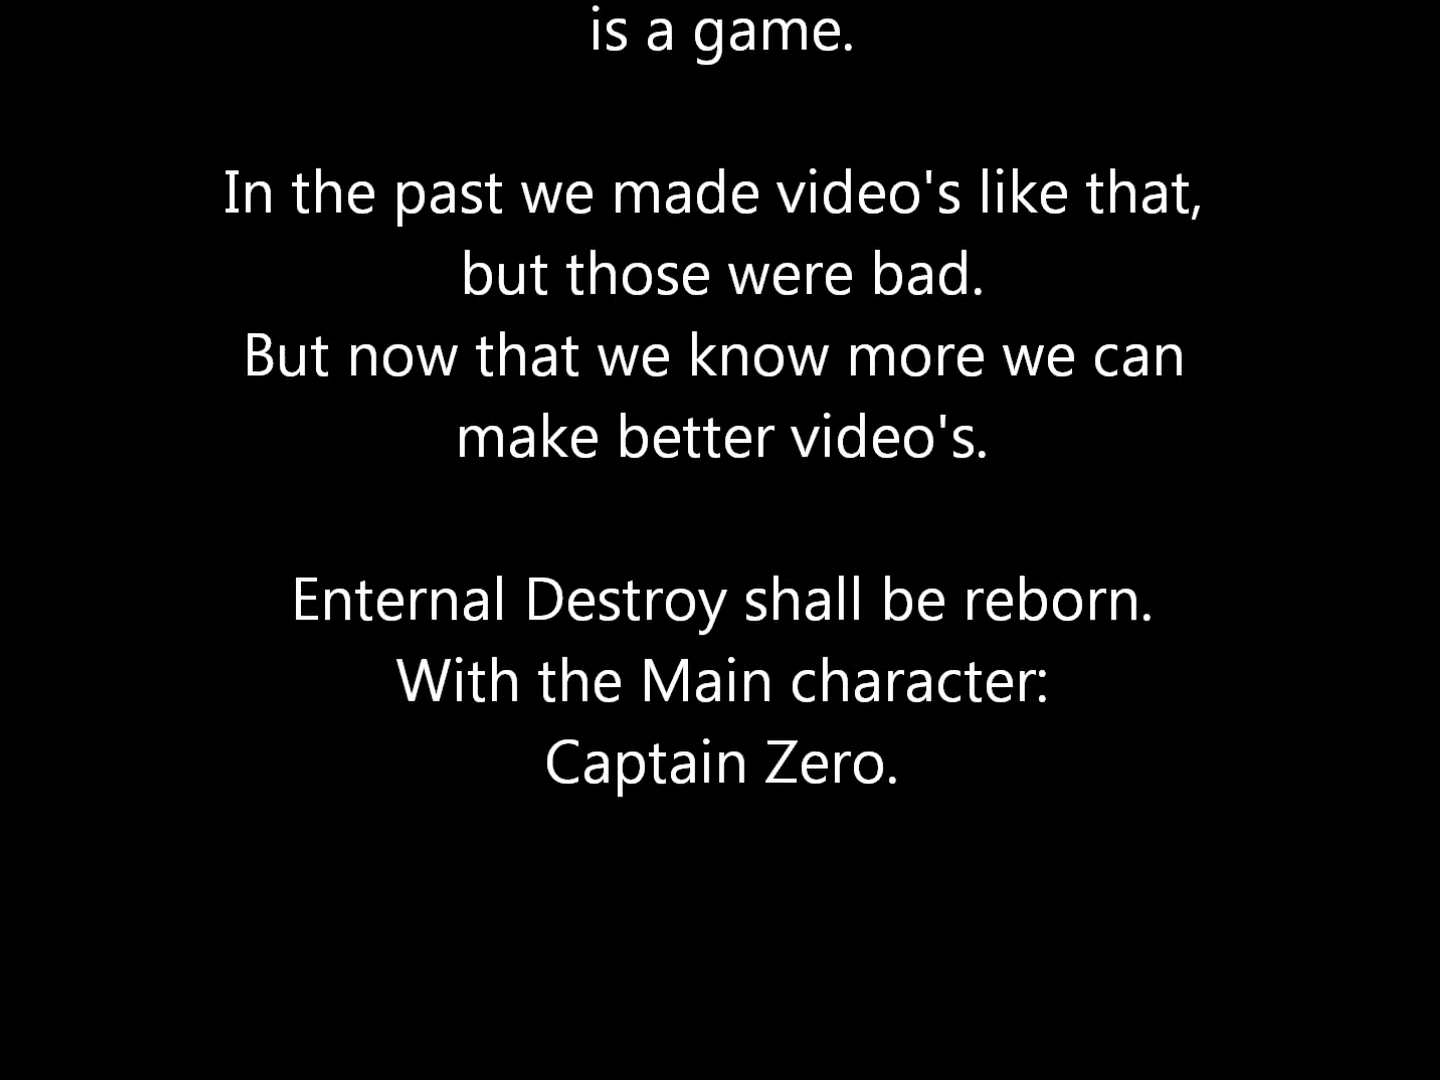 is a game.
In the past we made video's like that,
but those were bad.
But now that we know more we can
make better video's.
Enternal Destroy shall be reborn.
With the Main character:
Captain Zero.